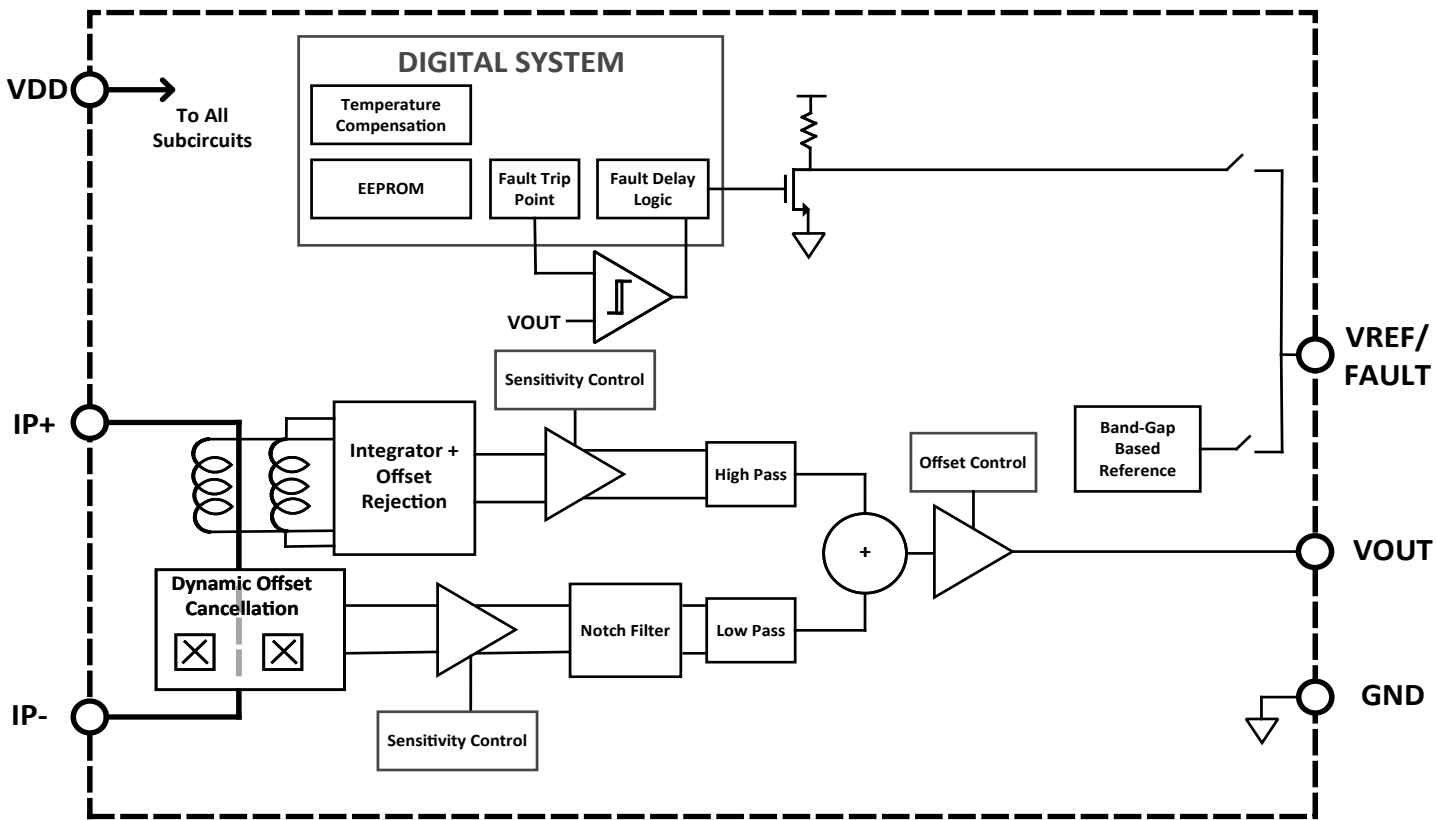 DIGITAL SYSTEM
VDD
To All
Subcircuits
Temperature
Compensation
EEPROM
Fault Trip
Point
Fault Delay
Logic
VOUT
VREF/
FAULT
Sensitivity Control
IP+
Integrator +
Offset
Rejection
High Pass
Offset Control
Band-Gap
Based
Reference
+
VOUT
Dynamic Offset
Cancellation
Notch Filter
Low Pass
IP-
GND
Sensitivity Control